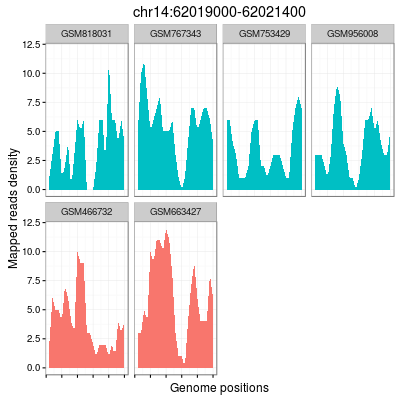 chr14:62019000-62021400
GSM818031 GSM767343 GSM753429 GSM956008
12.5
10.0
7.5
5.0
2.5
0.0
GSM466732 GSM663427
12.5
10.0
7.5
5.0
2.5
0.0
Mapped reads density
Genome positions